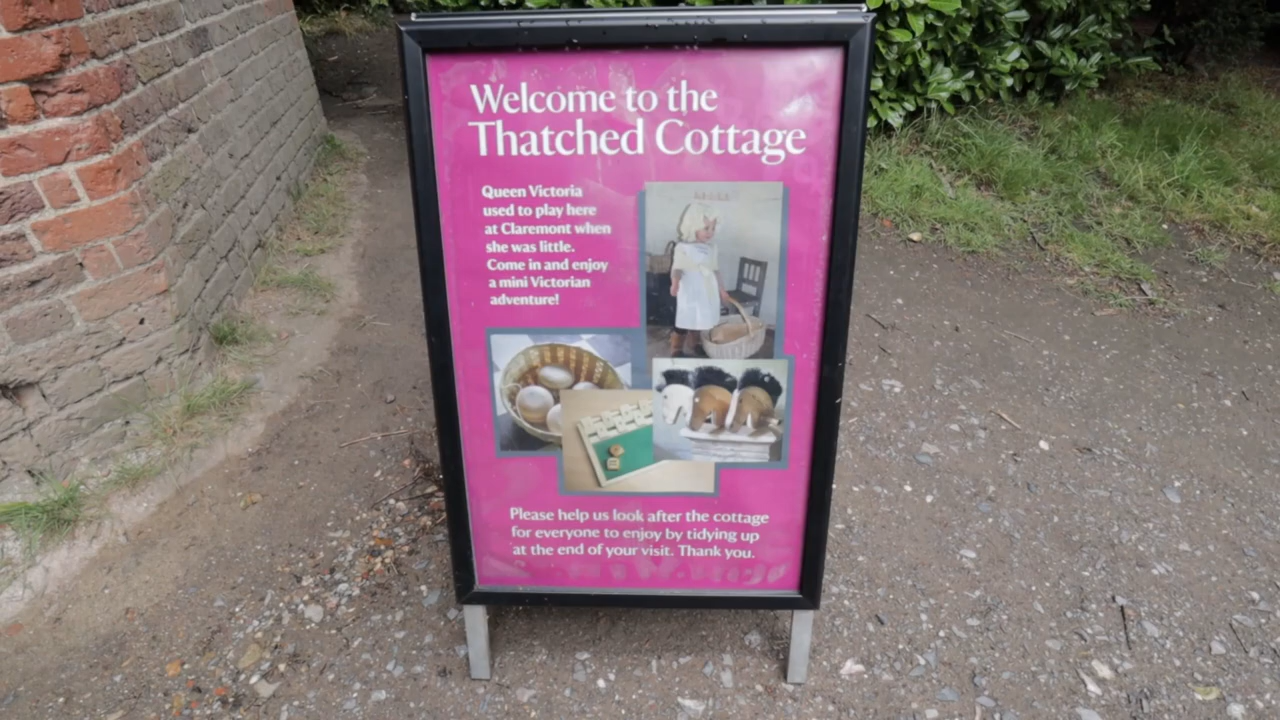 Welcome to the
Thatched Cottage
Queen Victoria
used to play here
at Claremont when
she was little.
Come in and enjoy
a mini Victorian
adventure!
Please help us look after the cottage
for everyone to enjoy by tidying up
at the end of your visit. Thank you.